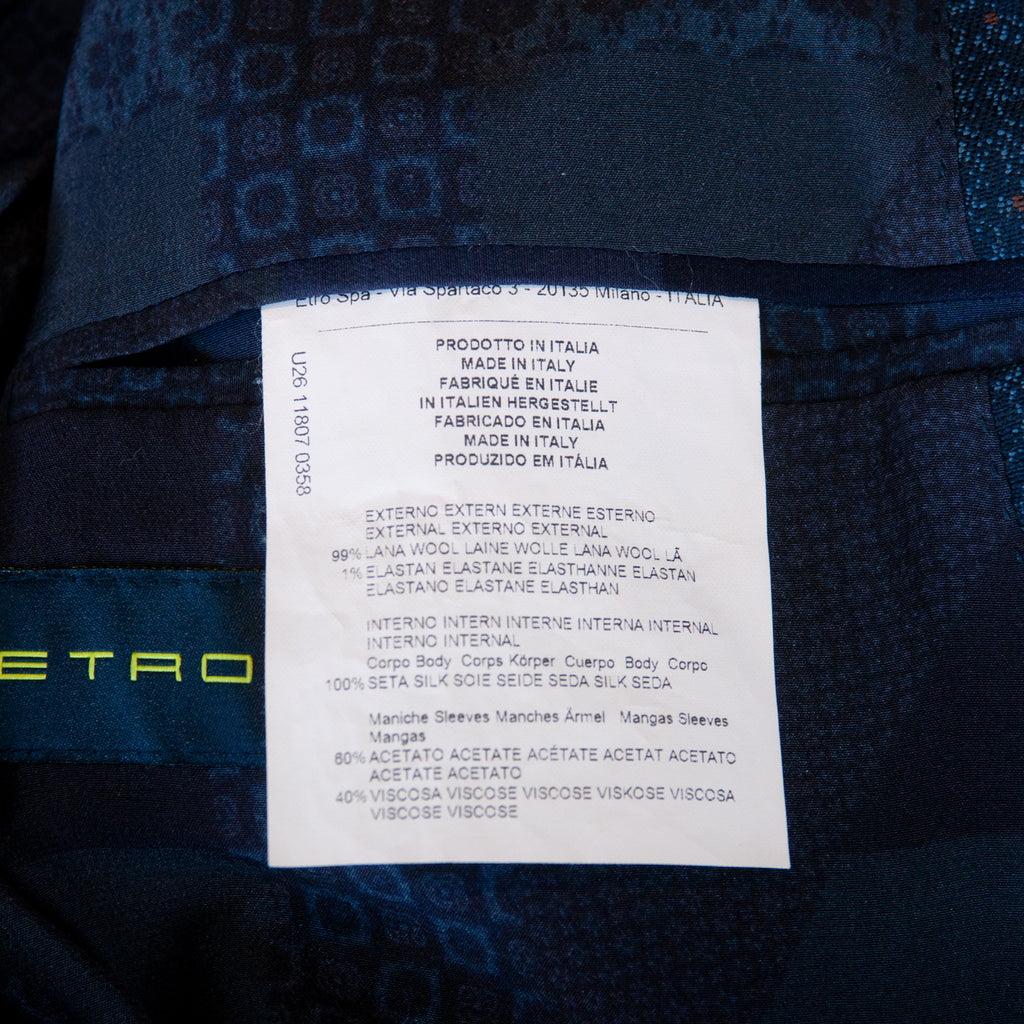 Etro Spa - Via Spartaco 3 - 20135 Milano - ITALIA
U26 11807 0358
PRODOTTO IN ITALIA
MADE IN ITALY
FABRIQUÉ EN ITALIE
IN ITALIEN HERGESTELLT
FABRICADO EN ITALIA
MADE IN ITALY
PRODUZIDO EM ITÁLIA
EXTERNO EXTERN EXTERNE ESTERNO
EXTERNAL EXTERNO EXTERNAL
99% LANA WOOL LAINE WOLLE LANA WOOL LÃ
1% ELASTAN ELASTANE ELASTHANNE ELASTAN
ELASTANO ELASTANE ELASTHAN
INTERNO INTERN INTERNE INTERNA INTERNAL
INTERNO INTERNAL
Corpo Body Corps Körper Cuerpo Body Corpo
100% SETA SILK SOIE SEIDE SEDA SILK SEDA
Maniche Sleeves Manches Ärmel Mangas Sleeves
Mangas
60% ACETATO ACETATE ACÉTATE ACETAT ACETATO
ACETATE ACETATO
40% VISCOSA VISCOSE VISCOSE VISKOSE VISCOSA
VISCOSE VISCOSE
ETRO